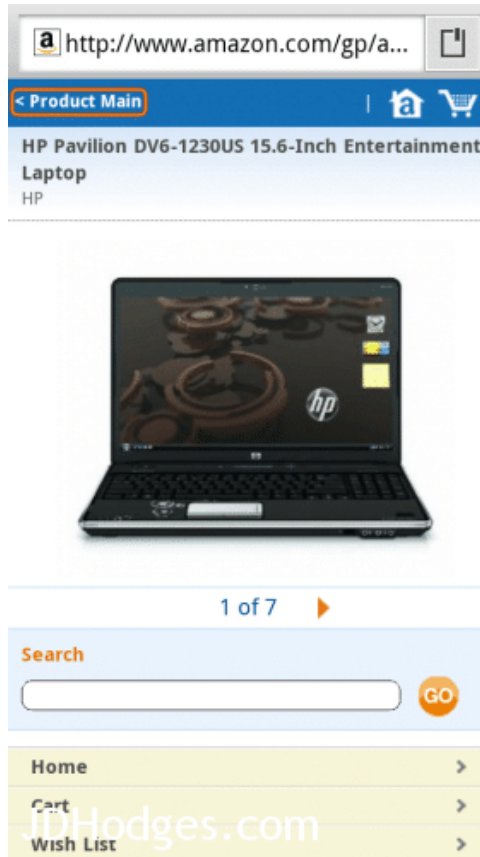 a http://www.amazon.com/gp/a...
< Product Main
| a
HP Pavilion DV6-1230US 15.6-Inch Entertainment
Laptop
HP
hp
1 of 7
Search
GO
Home >
Cart >
JDHodges.com
Wish List >